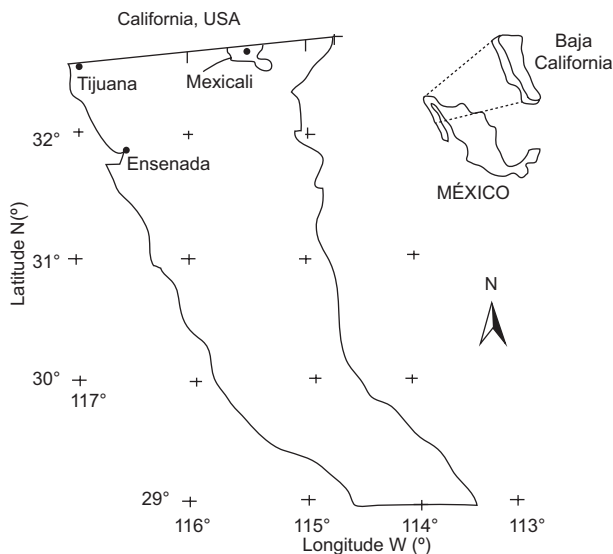 California, USA
Baja
California
Tijuana
Mexicali
32°
Ensenada
MÉXICO
Latitude N(º)
31°
N
30°
117°
29°
116°
115°
114°
113°
Longitude W (º)